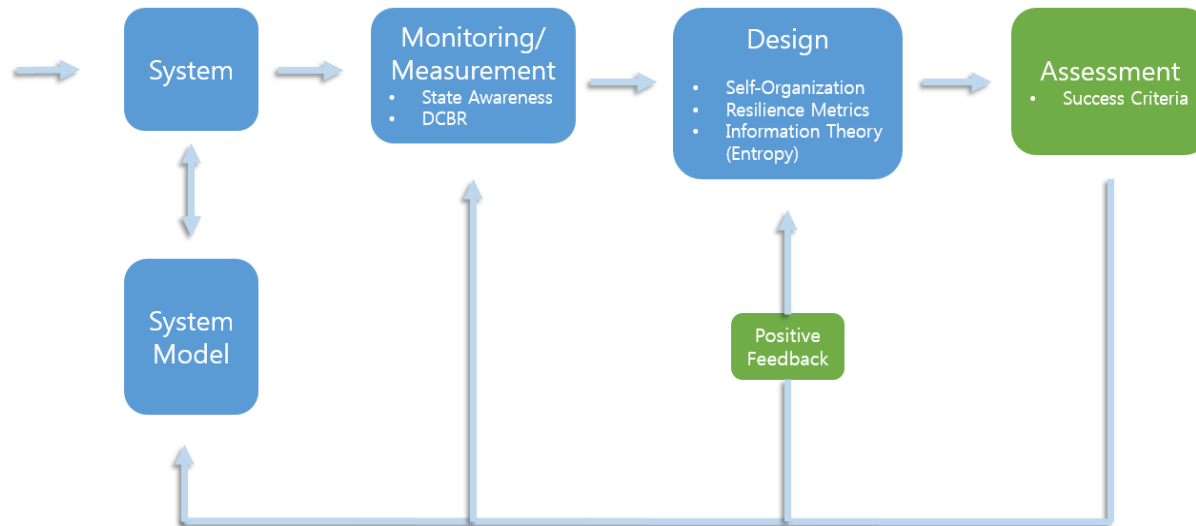 System
Monitoring/
Measurement
• State Awareness
• DCBR
Design
• Self-Organization
• Resilience Metrics
• Information Theory
(Entropy)
Assessment
• Success Criteria
System
Model
Positive
Feedback